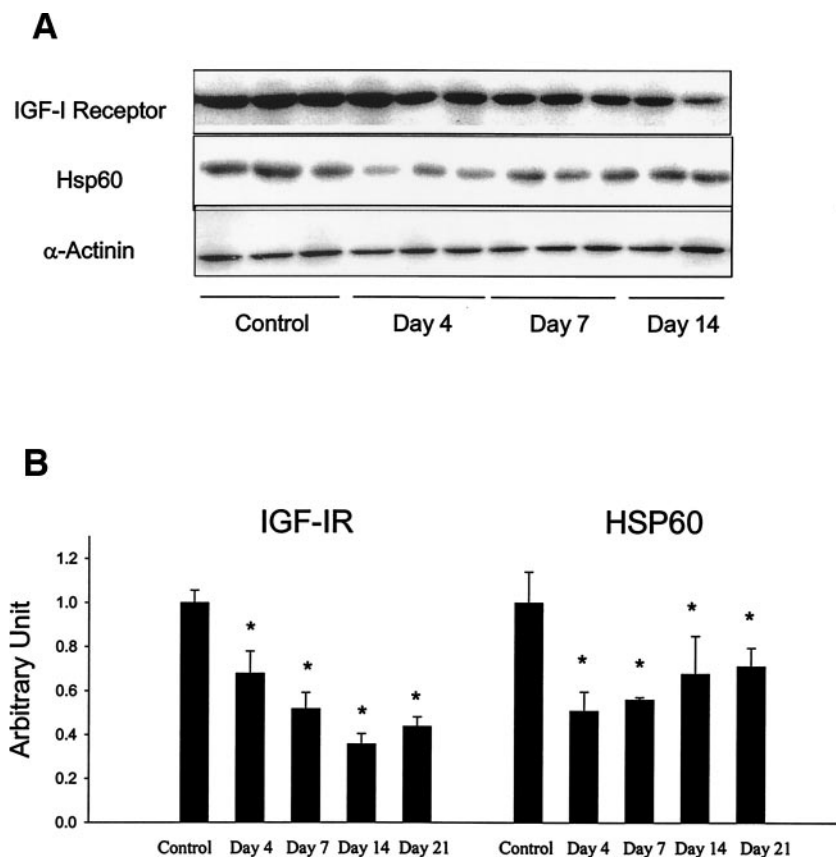 A
IGF-I Receptor
Hsp60
α-Actinin
Control Day 4 Day 7 Day 14
B
IGF-IR HSP60
Arbitrary Unit
1.2
1.0
0.8
0.6
0.4
0.2
0.0
* * * * * * * *
Control Day 4 Day 7 Day 14 Day 21 Control Day 4 Day 7 Day 14 Day 21